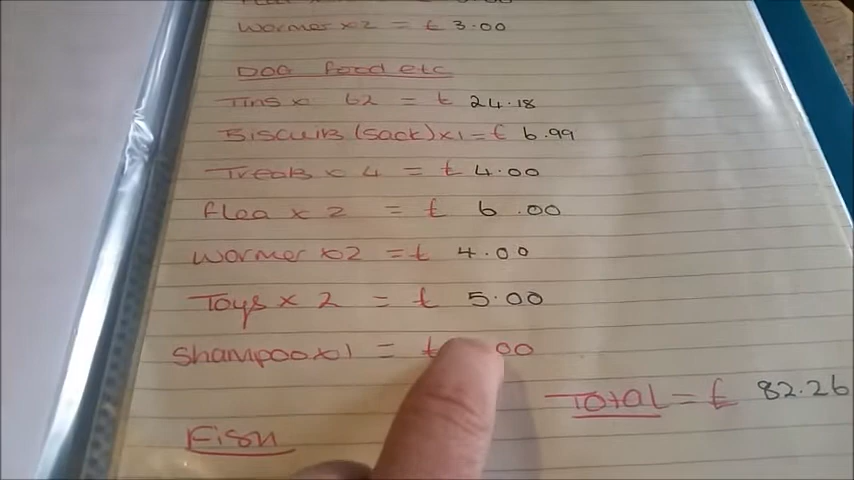 Wormer x2 = £ 3.00
Dog food etc
Tins x 62 = £ 24.18
Biscuits (sack) x1 = £ 6.99
Treats x 4 = £ 4.00
flea x 2 = £ 6.00
Wormer x2 = £ 4.00
Toys x 2 = £ 5.00
Shampoo x1 = £ .00
Total = £ 82.26
Fish